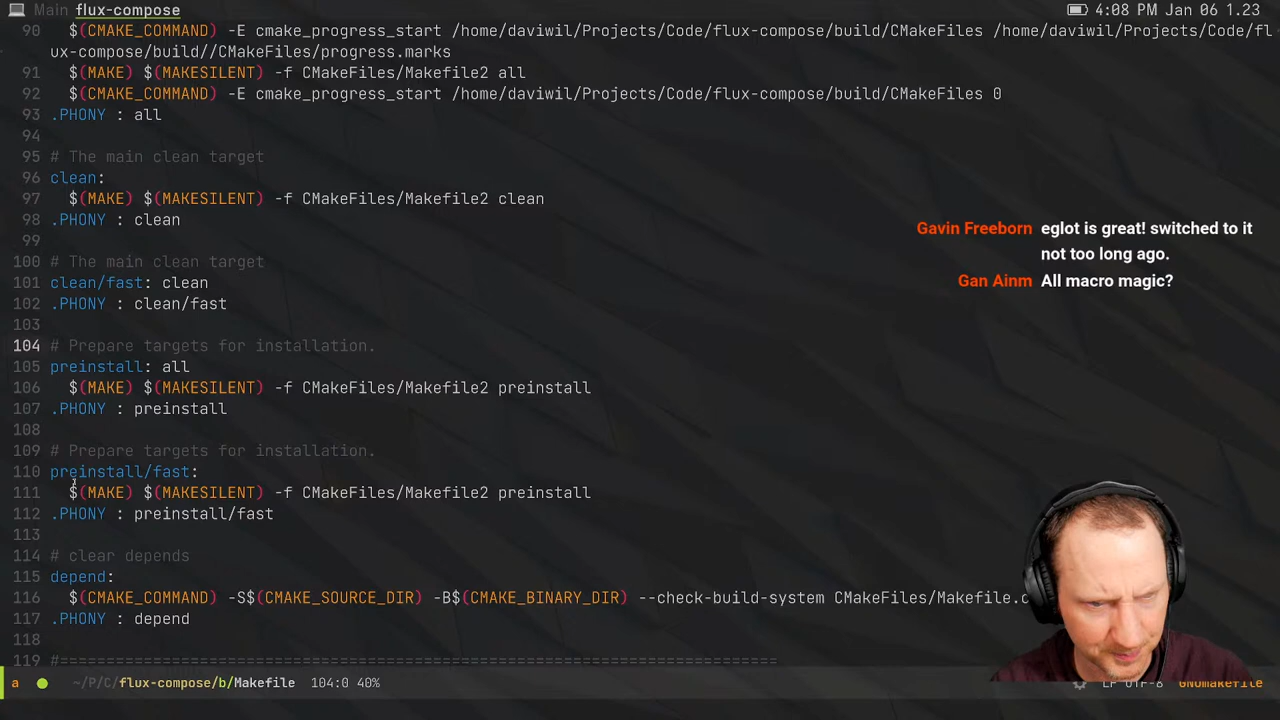 Main flux-compose
4:08 PM Jan 06 1.23
90 $(CMAKE_COMMAND) -E cmake_progress_start /home/daviwil/Projects/Code/flux-compose/build/CMakeFiles /home/daviwil/Projects/Code/fl
ux-compose/build//CMakeFiles/progress.marks
91 $(MAKE) $(MAKESILENT) -f CMakeFiles/Makefile2 all
92 $(CMAKE_COMMAND) -E cmake_progress_start /home/daviwil/Projects/Code/flux-compose/build/CMakeFiles 0
93 .PHONY : all
94
95 # The main clean target
96 clean:
97 $(MAKE) $(MAKESILENT) -f CMakeFiles/Makefile2 clean
98 .PHONY : clean
99
100 # The main clean target
101 clean/fast: clean
102 .PHONY : clean/fast
103
104 # Prepare targets for installation.
105 preinstall: all
106 $(MAKE) $(MAKESILENT) -f CMakeFiles/Makefile2 preinstall
107 .PHONY : preinstall
108
109 # Prepare targets for installation.
110 preinstall/fast:
111 $(MAKE) $(MAKESILENT) -f CMakeFiles/Makefile2 preinstall
112 .PHONY : preinstall/fast
113
114 # clear depends
115 depend:
116 $(CMAKE_COMMAND) -S$(CMAKE_SOURCE_DIR) -B$(CMAKE_BINARY_DIR) --check-build-system CMakeFiles/Makefile.c
117 .PHONY : depend
118
119 #=============================================================================
Gavin Freeborn eglot is great! switched to it
not too long ago.
Gan Ainm All macro magic?
a ~/P/C/flux-compose/b/Makefile 104:0 40%
LF UTF-8 GNUmakefile